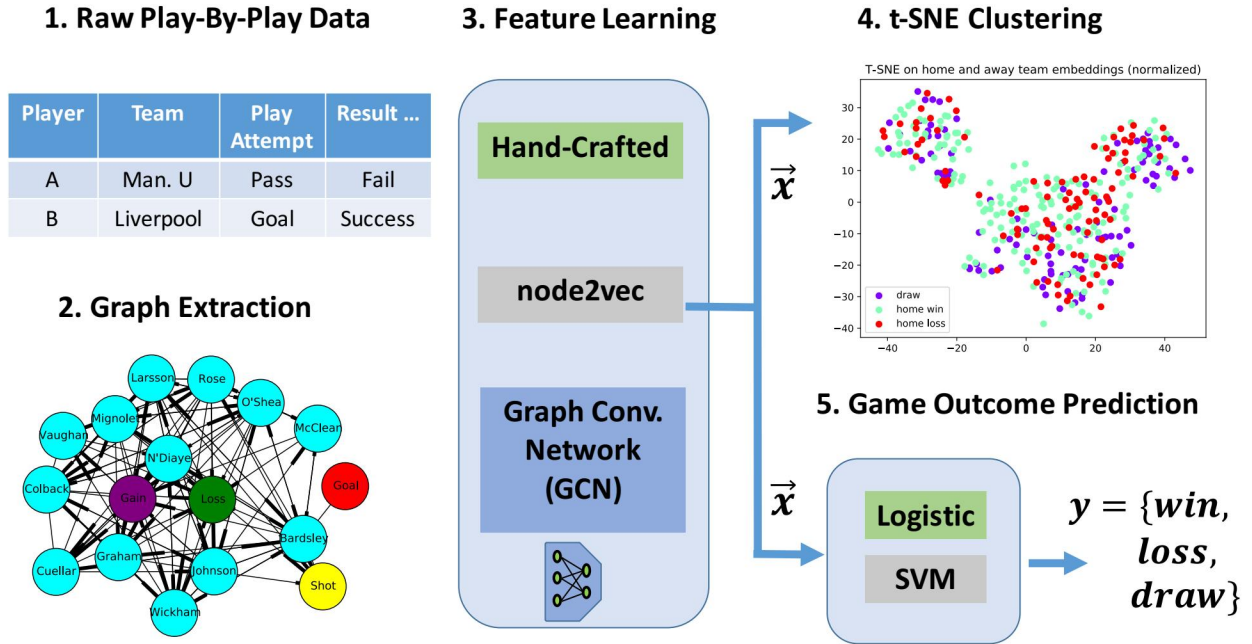 1. Raw Play-By-Play Data
Player Team Play Attempt Result ...
A Man. U Pass Fail
B Liverpool Goal Success
2. Graph Extraction
Larsson
Rose
O'Shea
Mignolet
McClean
Vaughan
N'Diaye
Colback
Gain
Loss
Goal
Bardsley
Graham
Cuellar
Johnson
Shot
Wickham
3. Feature Learning
Hand-Crafted
node2vec
Graph Conv.
Network
(GCN)
x⃗
x⃗
4. t-SNE Clustering
T-SNE on home and away team embeddings (normalized)
30
20
10
0
−10
−20
−30
−40
draw
home win
home loss
−40 −20 0 20 40
5. Game Outcome Prediction
Logistic
SVM
y = {win,
loss,
draw}